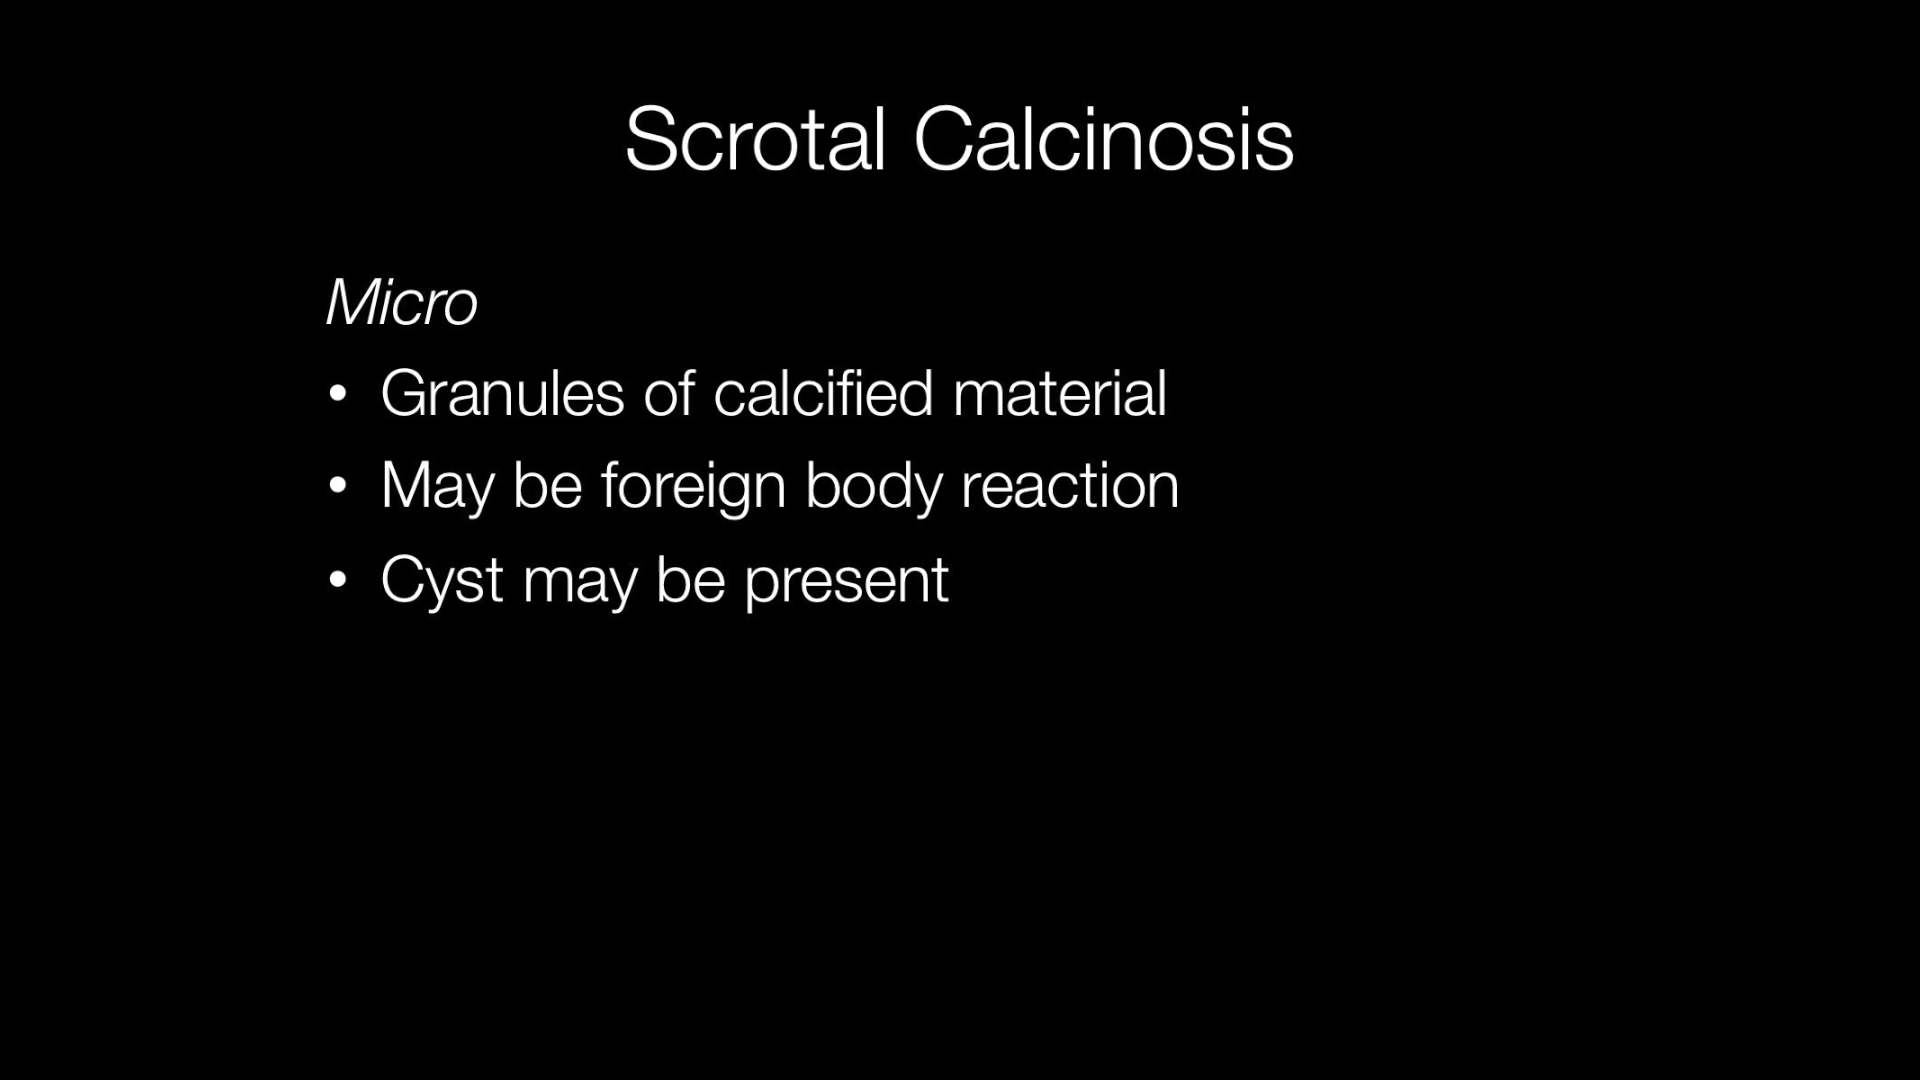 Scrotal Calcinosis
Micro
• Granules of calcified material
• May be foreign body reaction
• Cyst may be present